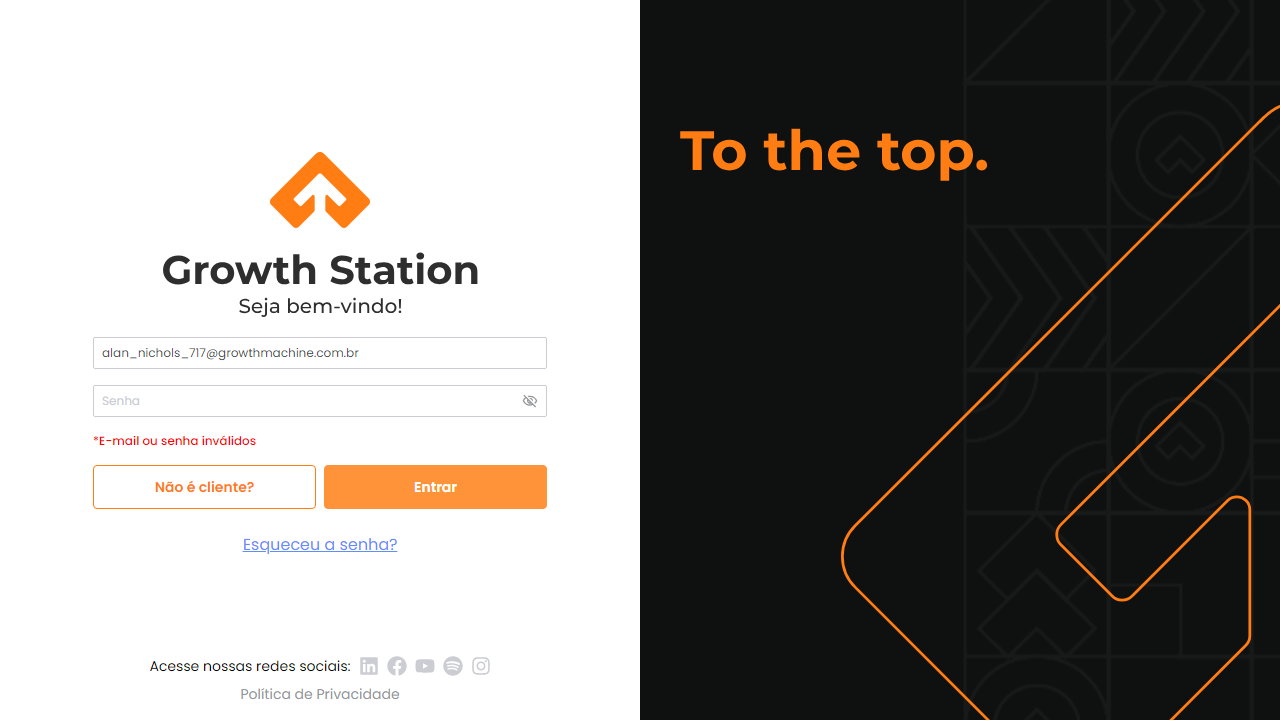 Growth Station
Seja bem-vindo!
alan_nichols_717@growthmachine.com.br
Senha
*E-mail ou senha inválidos
Não é cliente?
Entrar
Esqueceu a senha?
Acesse nossas redes sociais:
Política de Privacidade
To the top.